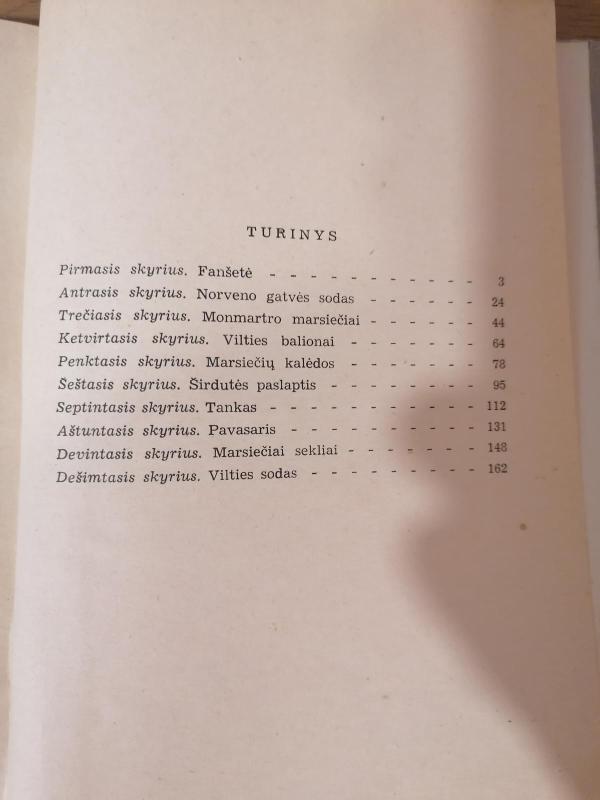 TURINYS
Pirmasis skyrius. Fanšetė - - - - - - - - - - - 3
Antrasis skyrius. Norveno gatvės sodas - - - - - - 24
Trečiasis skyrius. Monmartro marsiečiai - - - - - - 44
Ketvirtasis skyrius. Vilties balionai - - - - - - - 64
Penktasis skyrius. Marsiečių kalėdos - - - - - - - 78
Šeštasis skyrius. Širdutės paslaptis - - - - - - - - 95
Septintasis skyrius. Tankas - - - - - - - - - - - 112
Aštuntasis skyrius. Pavasaris - - - - - - - - - - 131
Devintasis skyrius. Marsiečiai sekliai - - - - - - - 148
Dešimtasis skyrius. Vilties sodas - - - - - - - - - 162